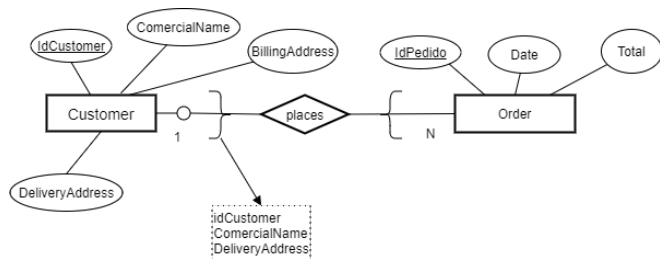 ComercialName
IdCustomer
BillingAddress
IdPedido
Date
Total
Customer
places
Order
1
N
DeliveryAddress
idCustomer
ComercialName
DeliveryAddress